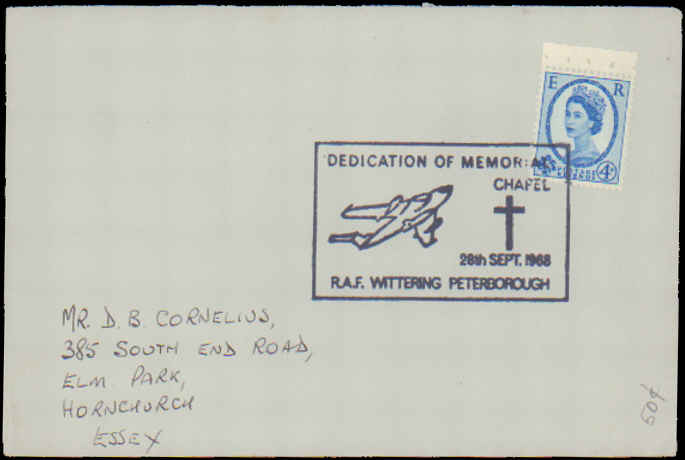 E R
4D
DEDICATION OF MEMORIAL
CHAPEL
28th SEPT. 1968
R.A.F. WITTERING PETERBOROUGH
MR. D. B. CORNELIUS,
385 SOUTH END ROAD,
ELM PARK,
HORNCHURCH
ESSEX
50¢